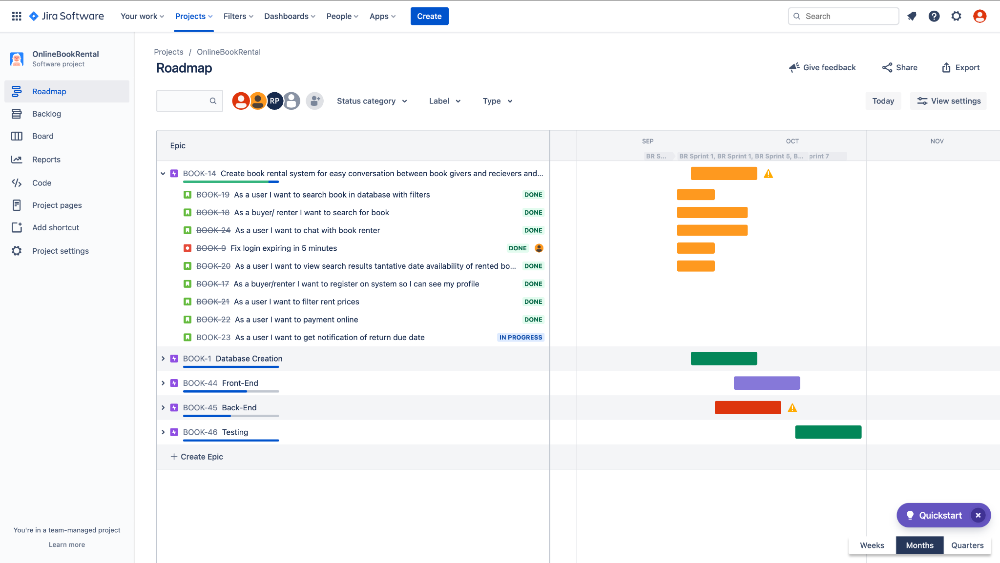 Jira Software Your work Projects Filters Dashboards People Apps Create Search
OnlineBookRental
Software project
Roadmap
Backlog
Board
Reports
Code
Project pages
Add shortcut
Project settings
You're in a team-managed project
Learn more
Projects / OnlineBookRental
Roadmap
Give feedback Share Export
RP Status category Label Type Today View settings
Epic SEP OCT NOV
BR S... BR Sprint 1, BR Sprint 1, BR Sprint 5, B... print 7
BOOK-14 Create book rental system for easy conversation between book givers and recievers and...
BOOK-19 As a user I want to search book in database with filters DONE
BOOK-18 As a buyer/ renter I want to search for book DONE
BOOK-24 As a user I want to chat with book renter DONE
BOOK-9 Fix login expiring in 5 minutes DONE
BOOK-20 As a user I want to view search results tantative date availability of rented bo... DONE
BOOK-17 As a buyer/renter I want to register on system so I can see my profile DONE
BOOK-21 As a user I want to filter rent prices DONE
BOOK-22 As a user I want to payment online DONE
BOOK-23 As a user I want to get notification of return due date IN PROGRESS
BOOK-1 Database Creation
BOOK-44 Front-End
BOOK-45 Back-End
BOOK-46 Testing
+ Create Epic
Quickstart
Weeks Months Quarters